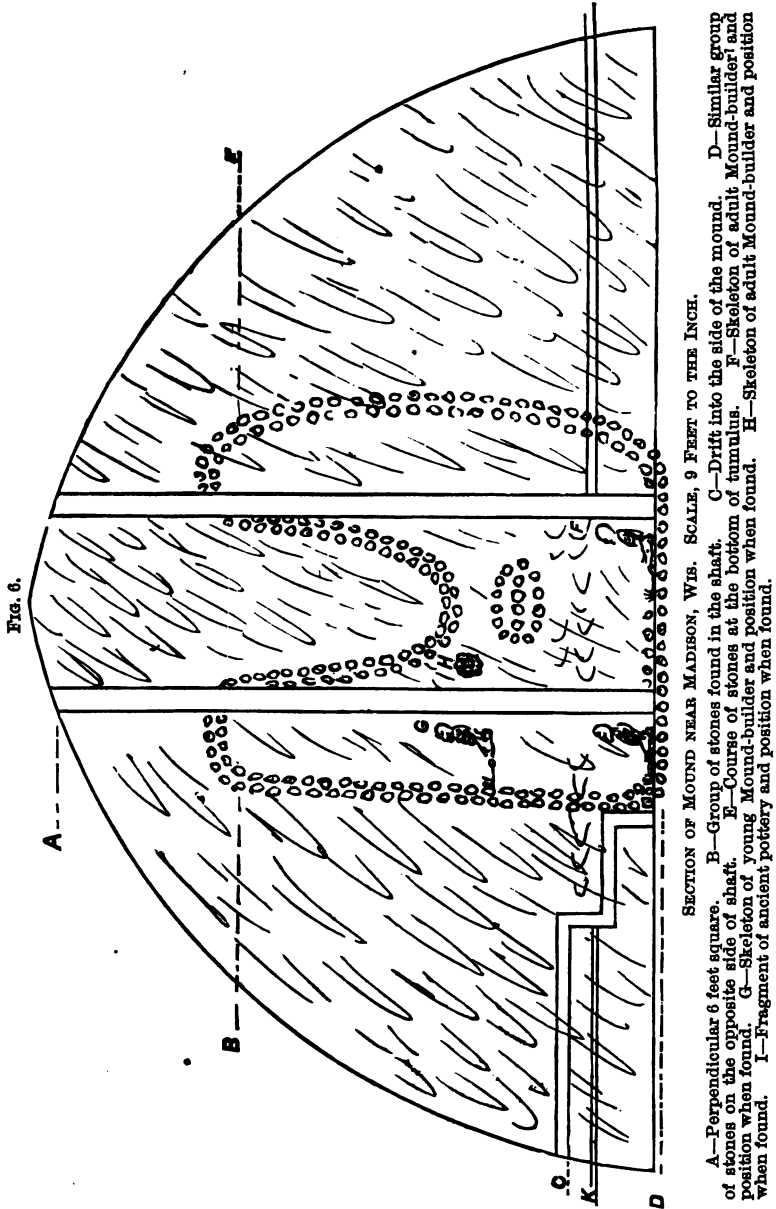 FIG. 6.
A
E
B
G
H
F
C
K
D
SECTION OF MOUND NEAR MADISON, WIS. SCALE, 9 FEET TO THE INCH.
A—Perpendicular 6 feet square. B—Group of stones found in the shaft. C—Drift into the side of the mound. D—Similar group
of stones on the opposite side of shaft. E—Course of stones at the bottom of tumulus. F—Skeleton of adult Mound-builder and
position when found. G—Skeleton of young Mound-builder and position when found. H—Skeleton of adult Mound-builder and position
when found. I—Fragment of ancient pottery and position when found.